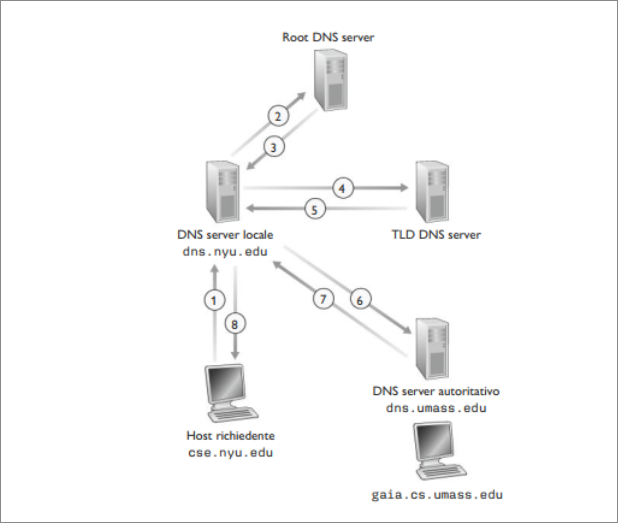 Root DNS server
2
3
4
5
DNS server locale
dns.nyu.edu
TLD DNS server
1
8
7
6
DNS server autoritativo
dns.umass.edu
Host richiedente
cse.nyu.edu
gaia.cs.umass.edu